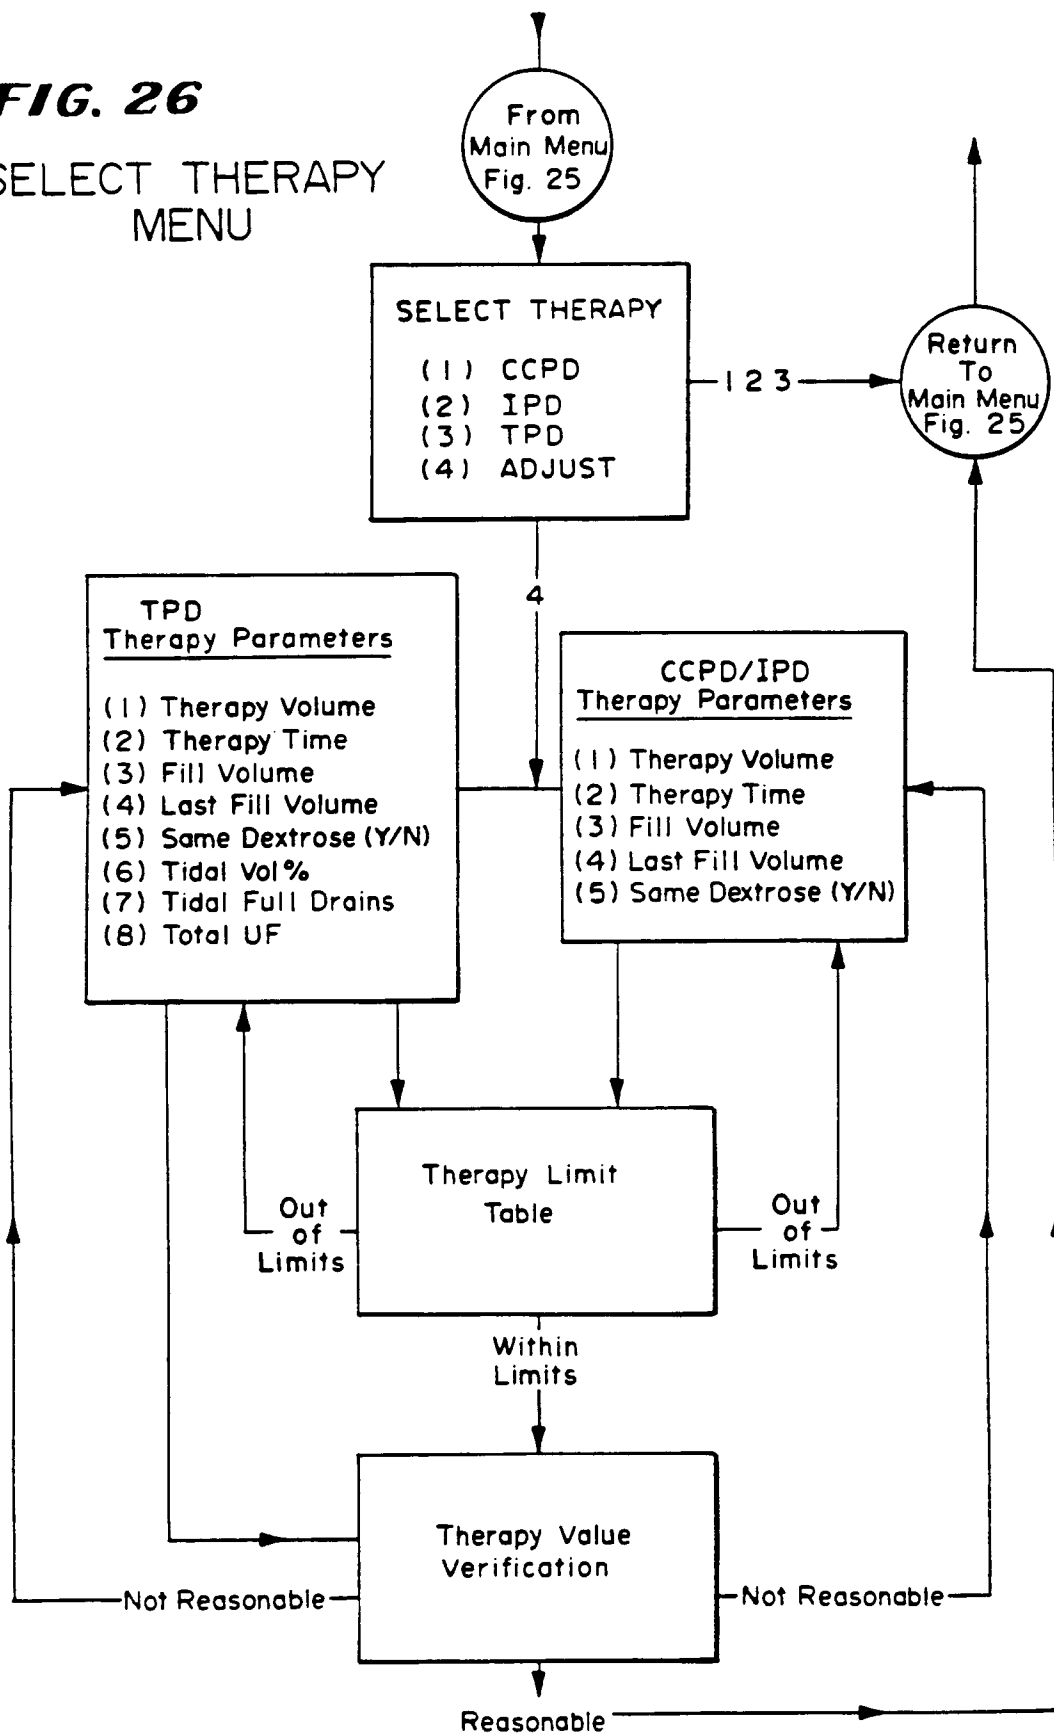 FIG. 26
SELECT THERAPY
MENU
From
Main Menu
Fig. 25
SELECT THERAPY
(1) CCPD
(2) IPD
(3) TPD
(4) ADJUST
1 2 3
Return
To
Main Menu
Fig. 25
4
TPD
Therapy Parameters
(1) Therapy Volume
(2) Therapy Time
(3) Fill Volume
(4) Last Fill Volume
(5) Same Dextrose (Y/N)
(6) Tidal Vol%
(7) Tidal Full Drains
(8) Total UF
CCPD/IPD
Therapy Parameters
(1) Therapy Volume
(2) Therapy Time
(3) Fill Volume
(4) Last Fill Volume
(5) Same Dextrose (Y/N)
Therapy Limit
Table
Out
of
Limits
Out
of
Limits
Within
Limits
Therapy Value
Verification
Not Reasonable
Not Reasonable
Reasonable